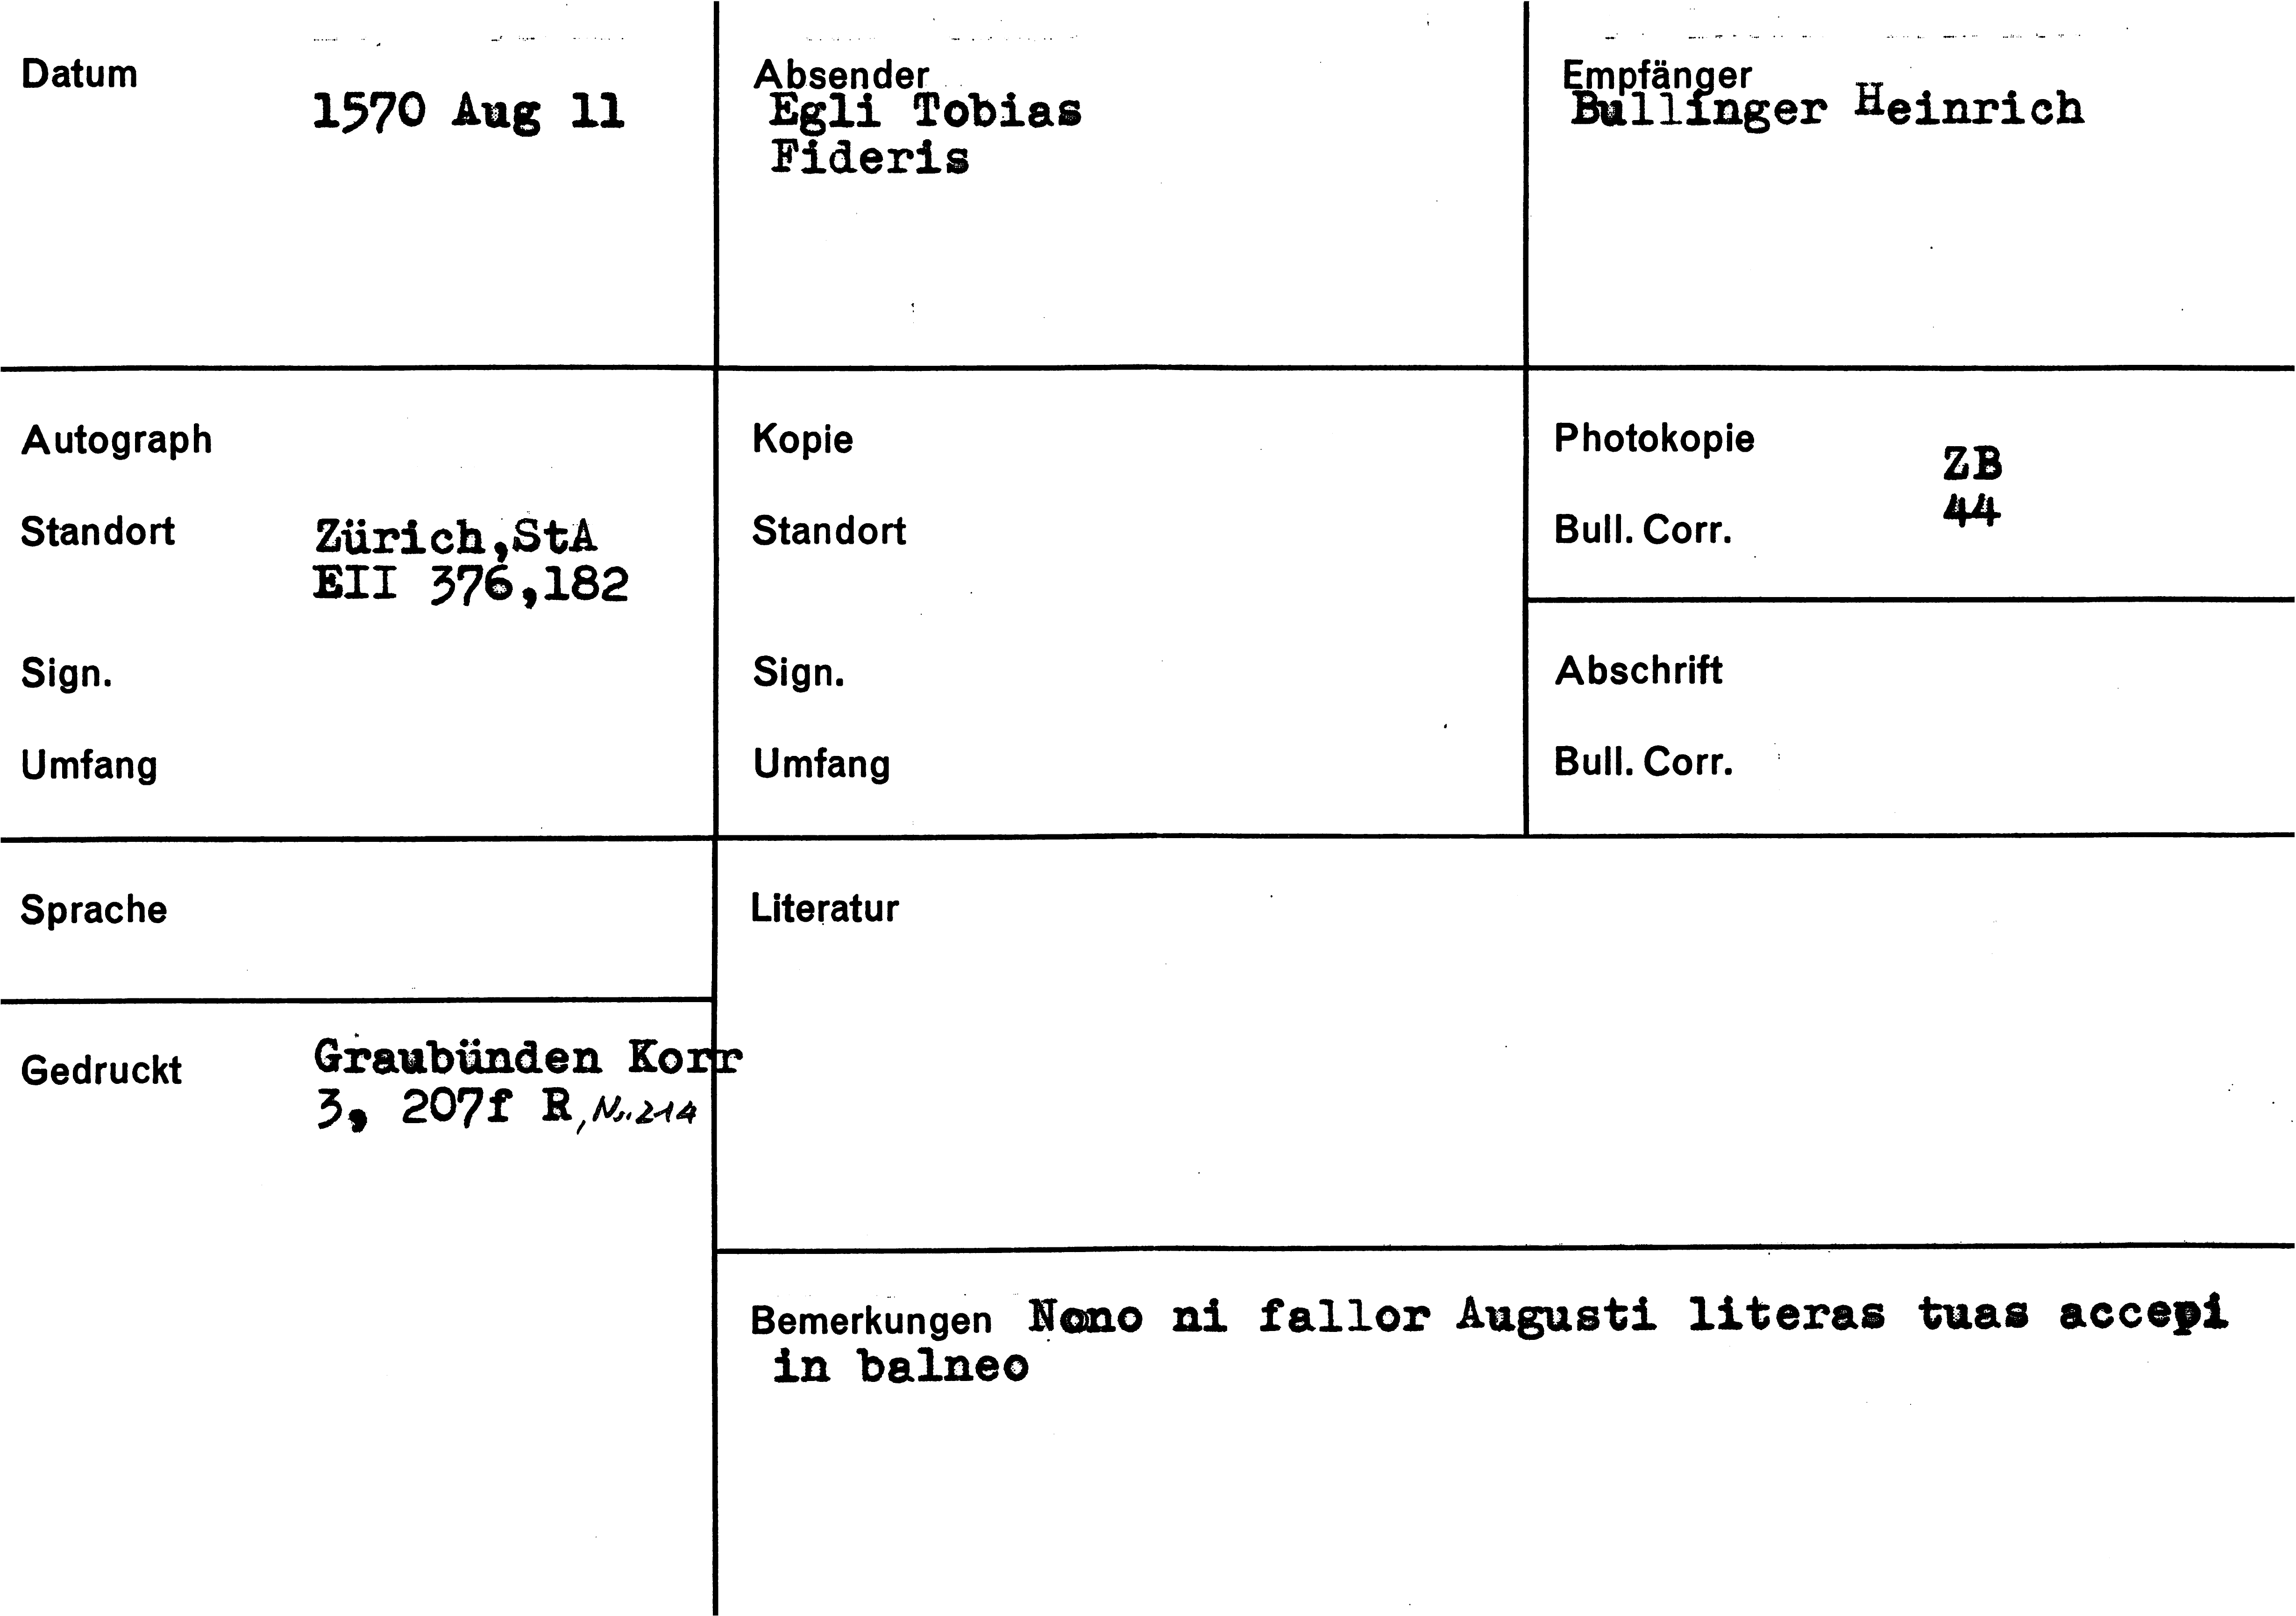 Datum
1570 Aug 11
Absender
Egli Tobias
Fideris
Empfänger
Bullinger Heinrich
Autograph
Standort
Zürich,StA
EII 376,182
Sign.
Umfang
Kopie
Standort
Sign.
Umfang
Photokopie
ZB
Bull. Corr.
44
Abschrift
Bull. Corr.
Sprache
Literatur
Gedruckt
Graubünden Korr
3, 207f R, Nr. 214
Bemerkungen Nono ni fallor Augusti literas tuas accepi
in balneo